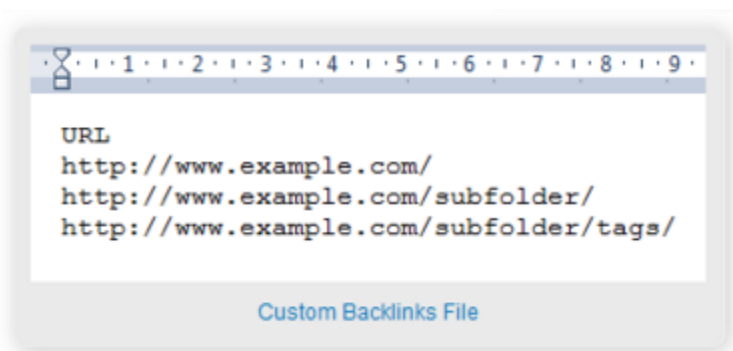 1 2 3 4 5 6 7 8 9
URL
http://www.example.com/
http://www.example.com/subfolder/
http://www.example.com/subfolder/tags/
Custom Backlinks File